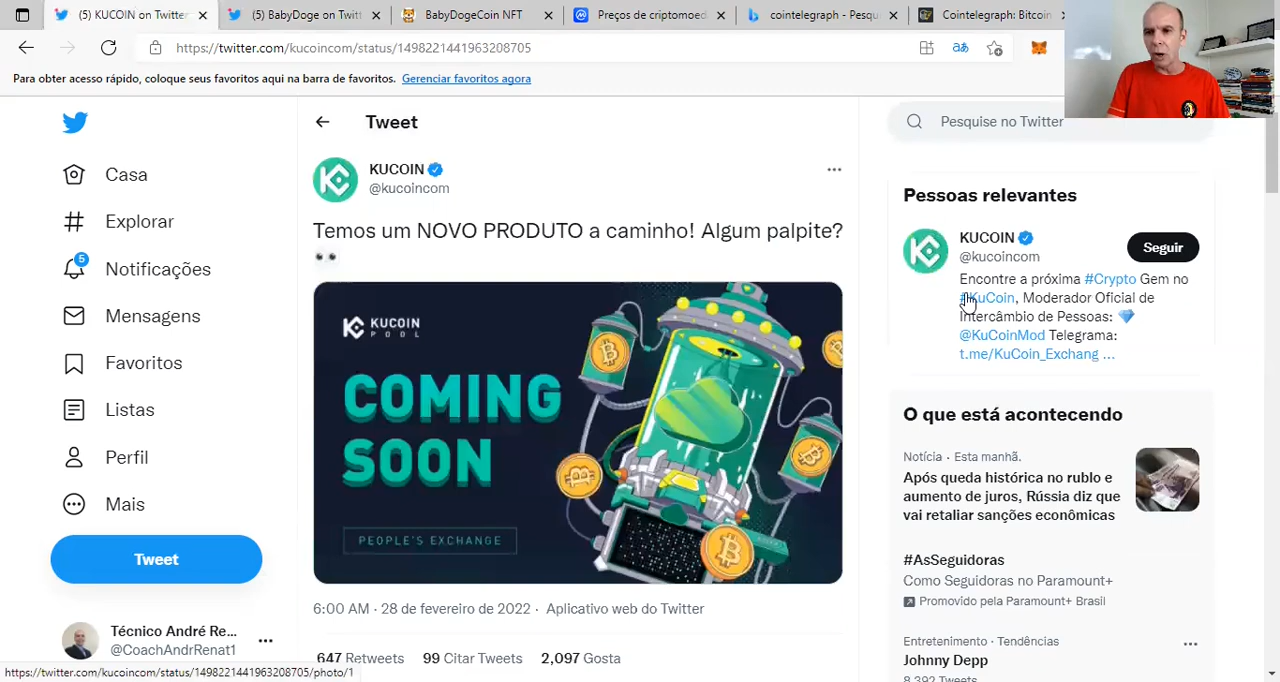 (5) KUCOIN on Twitter
(5) BabyDoge on Twit
BabyDogeCoin NFT
Preços de criptomoed
cointelegraph - Pesqu
Cointelegraph: Bitcoin
https://twitter.com/kucoincom/status/1498221441963208705
Para obter acesso rápido, coloque seus favoritos aqui na barra de favoritos. Gerenciar favoritos agora
Casa
Explorar
5
Notificações
Mensagens
Favoritos
Listas
Perfil
Mais
Tweet
Técnico André Re...
@CoachAndrRenat1
Tweet
KUCOIN
@kucoincom
Temos um NOVO PRODUTO a caminho! Algum palpite?
KUCOIN
POOL
COMING
SOON
PEOPLE'S EXCHANGE
6:00 AM · 28 de fevereiro de 2022 · Aplicativo web do Twitter
647 Retweets 99 Citar Tweets 2,097 Gosta
Pesquise no Twitter
Pessoas relevantes
KUCOIN
@kucoincom
Seguir
Encontre a próxima #Crypto Gem no
#KuCoin, Moderador Oficial de
Intercâmbio de Pessoas:
@KuCoinMod Telegrama:
t.me/KuCoin_Exchang ...
O que está acontecendo
Notícia · Esta manhã.
Após queda histórica no rublo e
aumento de juros, Rússia diz que
vai retaliar sanções econômicas
#AsSeguidoras
Como Seguidoras no Paramount+
Promovido pela Paramount+ Brasil
Entretenimento · Tendências
Johnny Depp
8.392 Tweets
https://twitter.com/kucoincom/status/1498221441963208705/photo/1